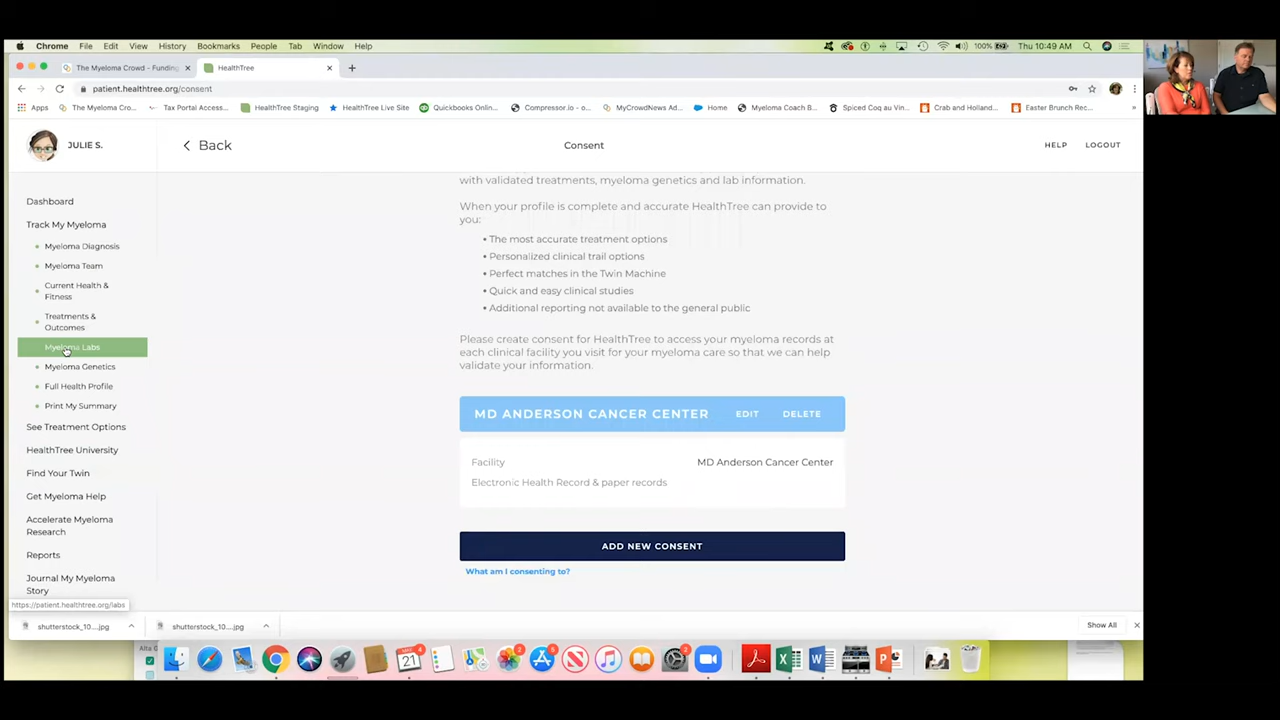 Chrome File Edit View History Bookmarks People Tab Window Help 100% Thu 10:49 AM
The Myeloma Crowd - Funding HealthTree
patient.healthtree.org/consent
Apps The Myeloma Cro... Tax Portal Access... HealthTree Staging HealthTree Live Site Quickbooks Onlin... Compressor.io - o... MyCrowdNews Ad... Home Myeloma Coach B... Spiced Coq au Vin... Crab and Holland... Easter Brunch Rec...
JULIE S.
Back
Consent
HELP LOGOUT
Dashboard
Track My Myeloma
Myeloma Diagnosis
Myeloma Team
Current Health &
Fitness
Treatments &
Outcomes
Myeloma Labs
Myeloma Genetics
Full Health Profile
Print My Summary
See Treatment Options
HealthTree University
Find Your Twin
Get Myeloma Help
Accelerate Myeloma
Research
Reports
Journal My Myeloma
Story
with validated treatments, myeloma genetics and lab information.
When your profile is complete and accurate HealthTree can provide to
you:
• The most accurate treatment options
• Personalized clinical trail options
• Perfect matches in the Twin Machine
• Quick and easy clinical studies
• Additional reporting not available to the general public
Please create consent for HealthTree to access your myeloma records at
each clinical facility you visit for your myeloma care so that we can help
validate your information.
MD ANDERSON CANCER CENTER EDIT DELETE
Facility MD Anderson Cancer Center
Electronic Health Record & paper records
ADD NEW CONSENT
What am I consenting to?
https://patient.healthtree.org/labs
shutterstock_10....jpg shutterstock_10....jpg Show All
Alta
21 4 2 5 2